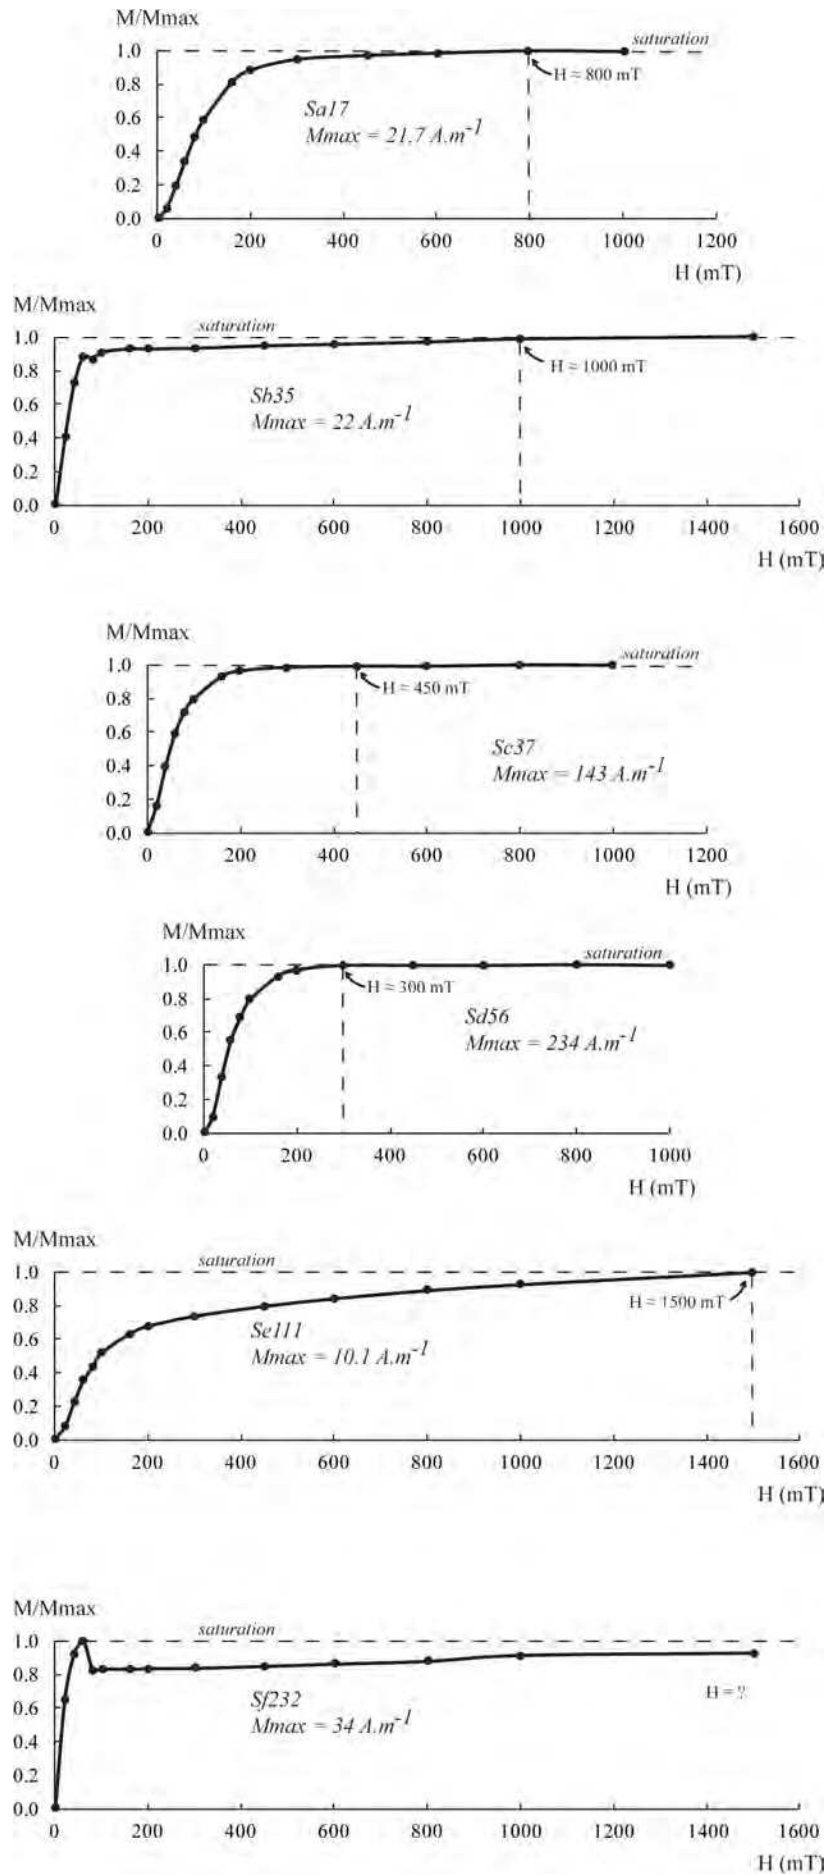 M/Mmax
1.0
saturation
0.8
H ≈ 800 mT
0.6
Sa17
Mmax = 21.7 A.m-1
0.4
0.2
0.0
0 200 400 600 800 1000 1200
H (mT)
M/Mmax
saturation
1.0
0.8
H ≈ 1000 mT
0.6
Sb35
Mmax = 22 A.m-1
0.4
0.2
0.0
0 200 400 600 800 1000 1200 1400 1600
H (mT)
M/Mmax
saturation
1.0
H ≈ 450 mT
0.8
0.6
Sc37
Mmax = 143 A.m-1
0.4
0.2
0.0
0 200 400 600 800 1000 1200
H (mT)
M/Mmax
saturation
1.0
H ≈ 300 mT
0.8
Sd56
0.6
Mmax = 234 A.m-1
0.4
0.2
0.0
0 200 400 600 800 1000
H (mT)
M/Mmax
saturation
1.0
H ≈ 1500 mT
0.8
0.6
Se111
Mmax = 10.1 A.m-1
0.4
0.2
0.0
0 200 400 600 800 1000 1200 1400 1600
H (mT)
M/Mmax
saturation
1.0
0.8
H = ?
0.6
Sf232
Mmax = 34 A.m-1
0.4
0.2
0.0
0 200 400 600 800 1000 1200 1400 1600
H (mT)